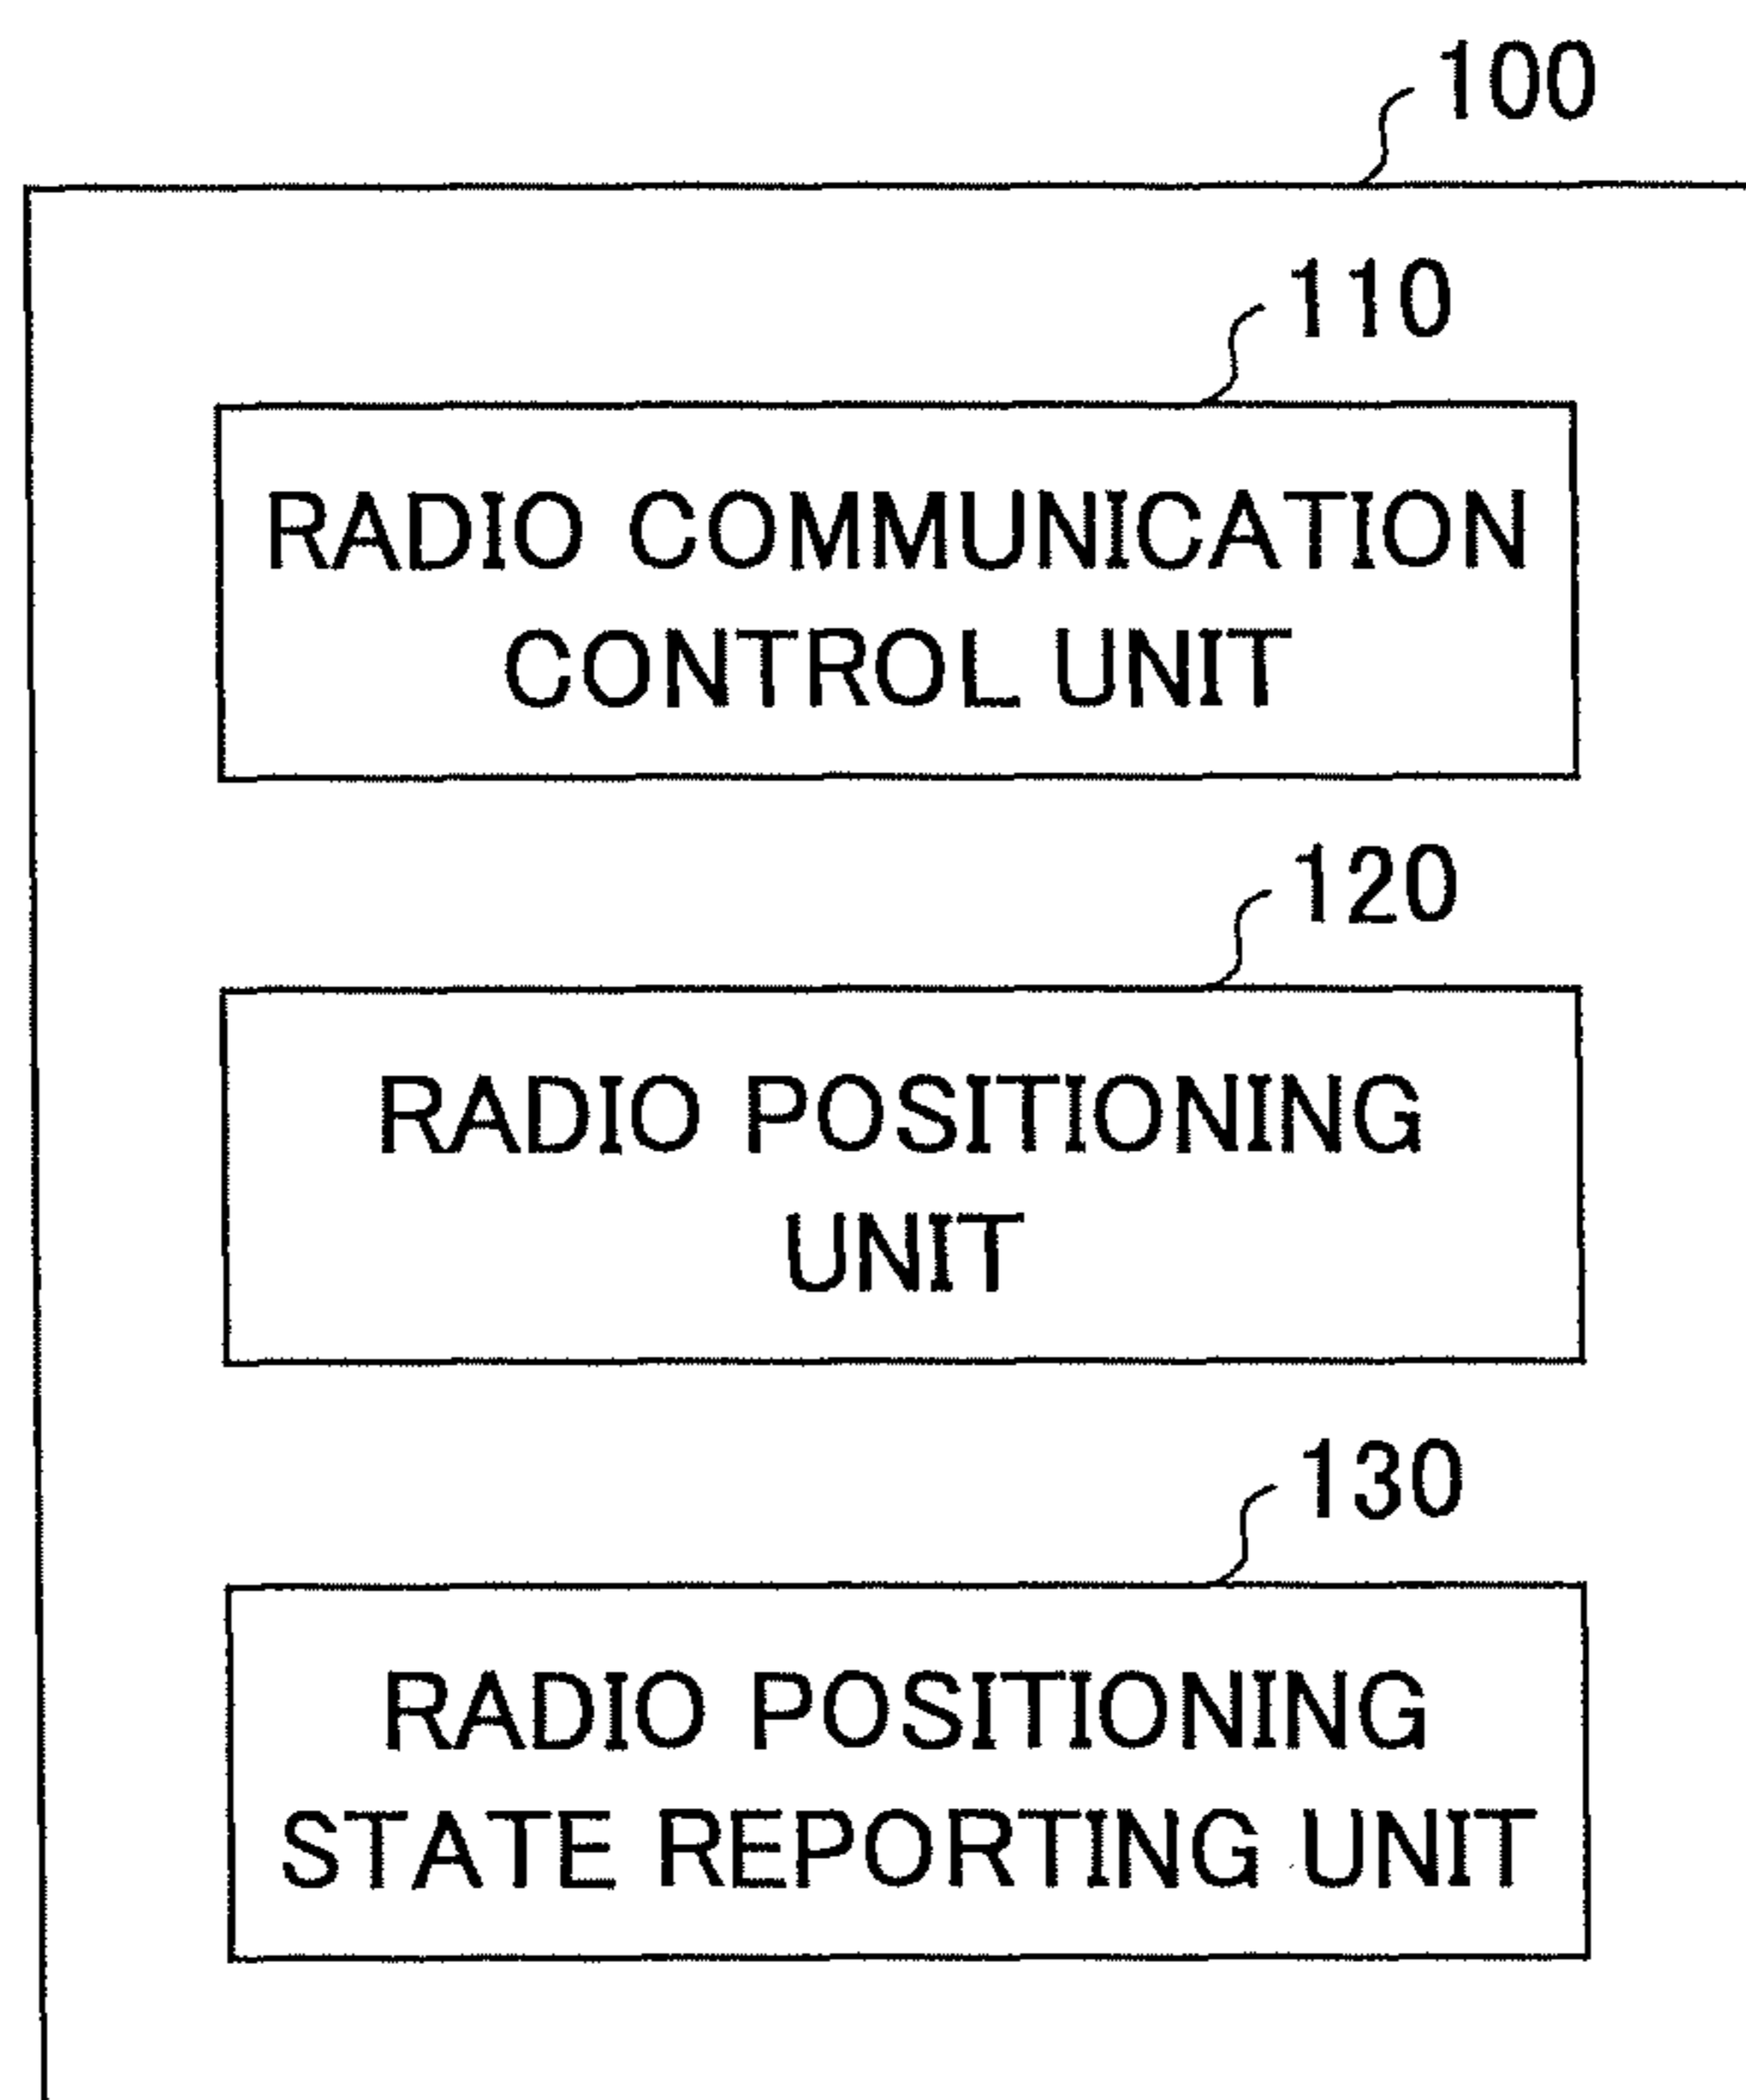 100
110
RADIO COMMUNICATION
CONTROL UNIT
120
RADIO POSITIONING
UNIT
130
RADIO POSITIONING
STATE REPORTING UNIT